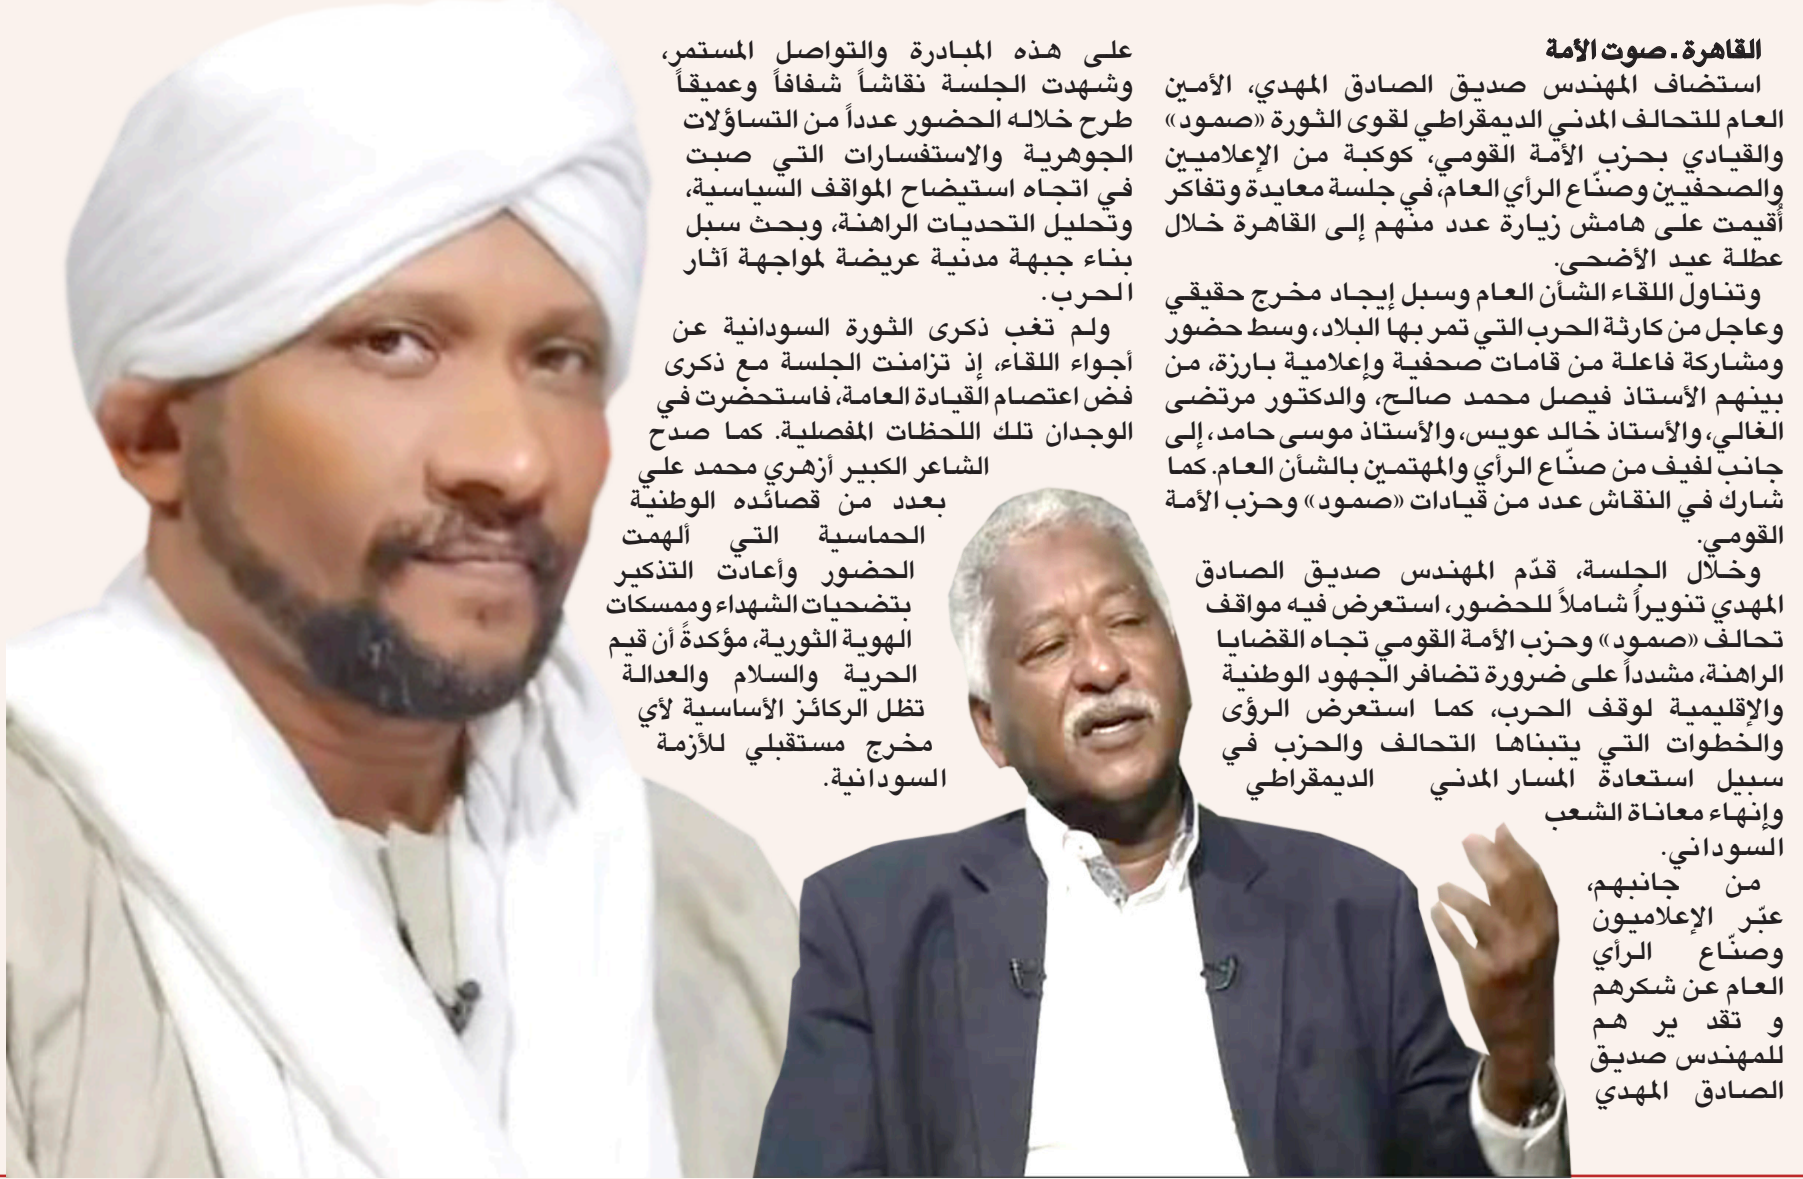 القاهرة ـ صوت الأمة
استضاف المهندس صديق الصادق المهدي، الأمين
العام للتحالف المدني الديمقراطي لقوى الثورة «صمود»
والقيادي بحزب الأمة القومي، كوكبة من الإعلاميين
والصحفيين وصنّاع الرأي العام، في جلسة معايدة وتفاكر
أُقيمت على هامش زيارة عدد منهم إلى القاهرة خلال
عطلة عيد الأضحى.
وتناول اللقاء الشأن العام وسبل إيجاد مخرج حقيقي
وعاجل من كارثة الحرب التي تمر بها البلاد، وسط حضور
ومشاركة فاعلة من قامات صحفية وإعلامية بارزة، من
بينهم الأستاذ فيصل محمد صالح، والدكتور مرتضى
الغالي، والأستاذ خالد عويس، والأستاذ موسى حامد، إلى
جانب لفيف من صنّاع الرأي والمهتمين بالشأن العام. كما
شارك في النقاش عدد من قيادات «صمود» وحزب الأمة
القومي.
وخلال الجلسة، قدّم المهندس صديق الصادق
المهدي تنويراً شاملاً للحضور، استعرض فيه مواقف
تحالف «صمود» وحزب الأمة القومي تجاه القضايا
الراهنة، مشدداً على ضرورة تضافر الجهود الوطنية
والإقليمية لوقف الحرب، كما استعرض الرؤى
والخطوات التي يتبناها التحالف والحزب في
سبيل استعادة المسار المدني الديمقراطي
وإنهاء معاناة الشعب
السوداني.
من جانبهم،
عبّر الإعلاميون
وصنّاع الرأي
العام عن شكرهم
و تقد ير هم
للمهندس صديق
الصادق المهدي
على هذه المبادرة والتواصل المستمر،
وشهدت الجلسة نقاشاً شفافاً وعميقاً
طرح خلاله الحضور عدداً من التساؤلات
الجوهرية والاستفسارات التي صبت
في اتجاه استيضاح المواقف السياسية،
وتحليل التحديات الراهنة، وبحث سبل
بناء جبهة مدنية عريضة لمواجهة آثار
الحرب.
ولم تغب ذكرى الثورة السودانية عن
أجواء اللقاء، إذ تزامنت الجلسة مع ذكرى
فض اعتصام القيادة العامة، فاستحضرت في
الوجدان تلك اللحظات المفصلية. كما صدح
الشاعر الكبير أزهري محمد علي
بعدد من قصائده الوطنية
الحماسية التي ألهمت
الحضور وأعادت التذكير
بتضحيات الشهداء وممسكات
الهوية الثورية، مؤكدةً أن قيم
الحرية والسلام والعدالة
تظل الركائز الأساسية لأي
مخرج مستقبلي للأزمة
السودانية.